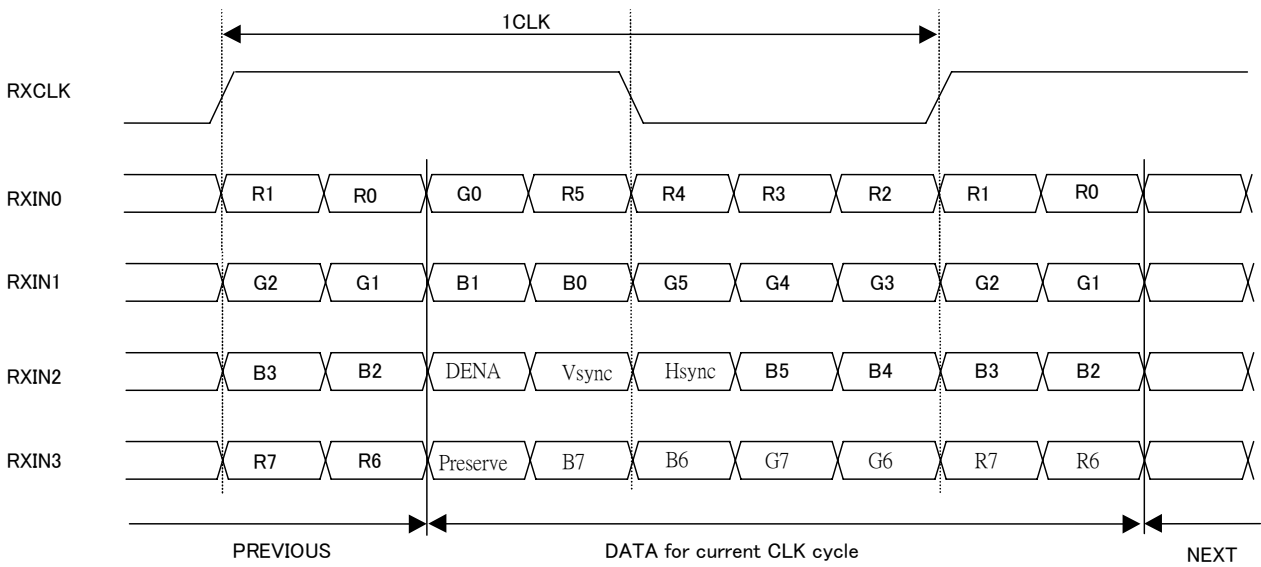 1CLK
RXCLK
RXIN0 R1 R0 G0 R5 R4 R3 R2 R1 R0
RXIN1 G2 G1 B1 B0 G5 G4 G3 G2 G1
RXIN2 B3 B2 DENA Vsync Hsync B5 B4 B3 B2
RXIN3 R7 R6 Preserve B7 B6 G7 G6 R7 R6
PREVIOUS DATA for current CLK cycle NEXT